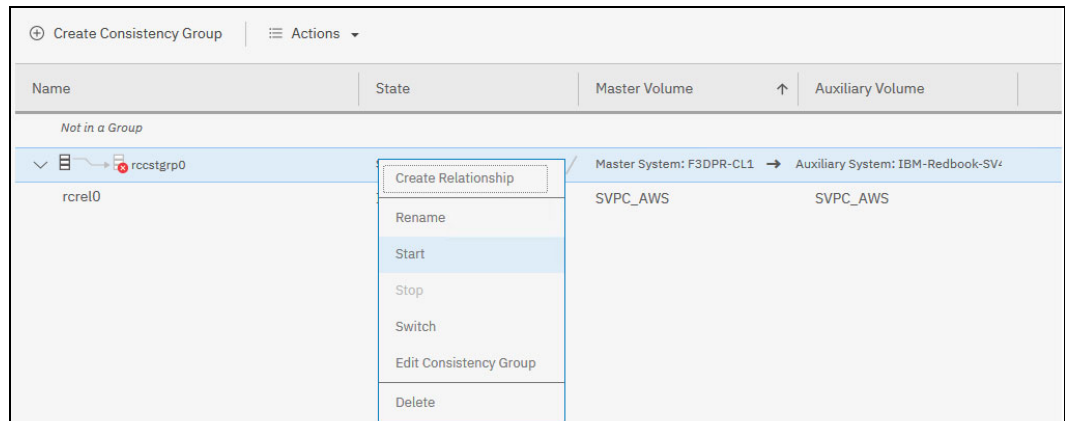 Create Consistency Group Actions
Name State Master Volume Auxiliary Volume
Not in a Group
rccstgrp0 Master System: F3DPR-CL1 → Auxiliary System: IBM-Redbook-SV
Create Relationship
rcrel0 SVPC_AWS SVPC_AWS
Rename
Start
Stop
Switch
Edit Consistency Group
Delete